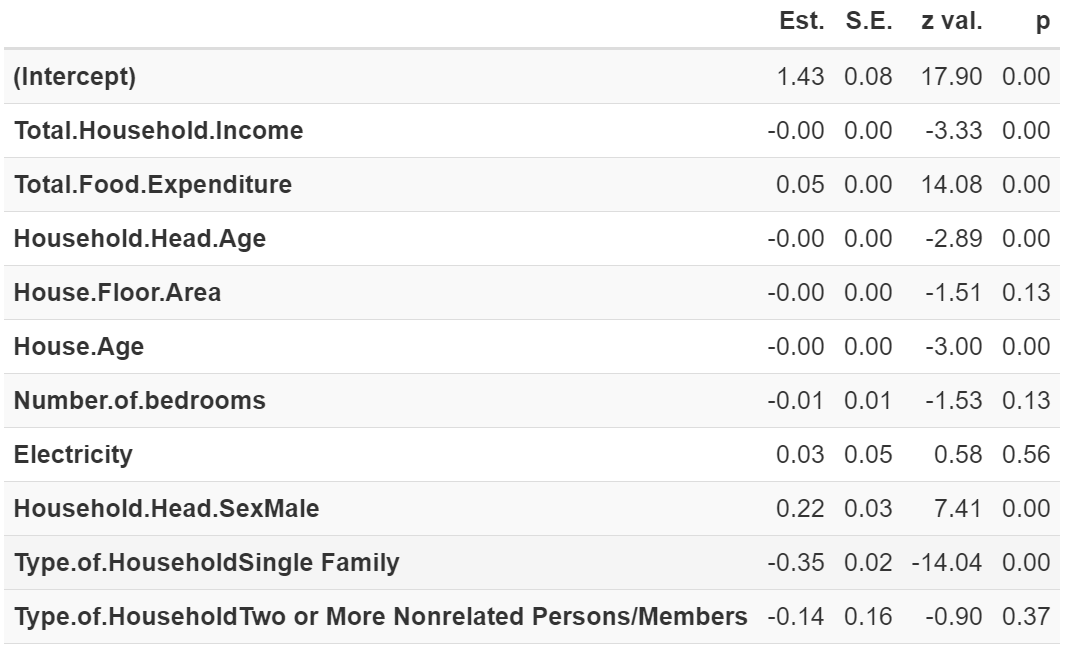 Est. S.E. z val. p
(Intercept) 1.43 0.08 17.90 0.00
Total.Household.Income -0.00 0.00 -3.33 0.00
Total.Food.Expenditure 0.05 0.00 14.08 0.00
Household.Head.Age -0.00 0.00 -2.89 0.00
House.Floor.Area -0.00 0.00 -1.51 0.13
House.Age -0.00 0.00 -3.00 0.00
Number.of.bedrooms -0.01 0.01 -1.53 0.13
Electricity 0.03 0.05 0.58 0.56
Household.Head.SexMale 0.22 0.03 7.41 0.00
Type.of.HouseholdSingle Family -0.35 0.02 -14.04 0.00
Type.of.HouseholdTwo or More Nonrelated Persons/Members -0.14 0.16 -0.90 0.37